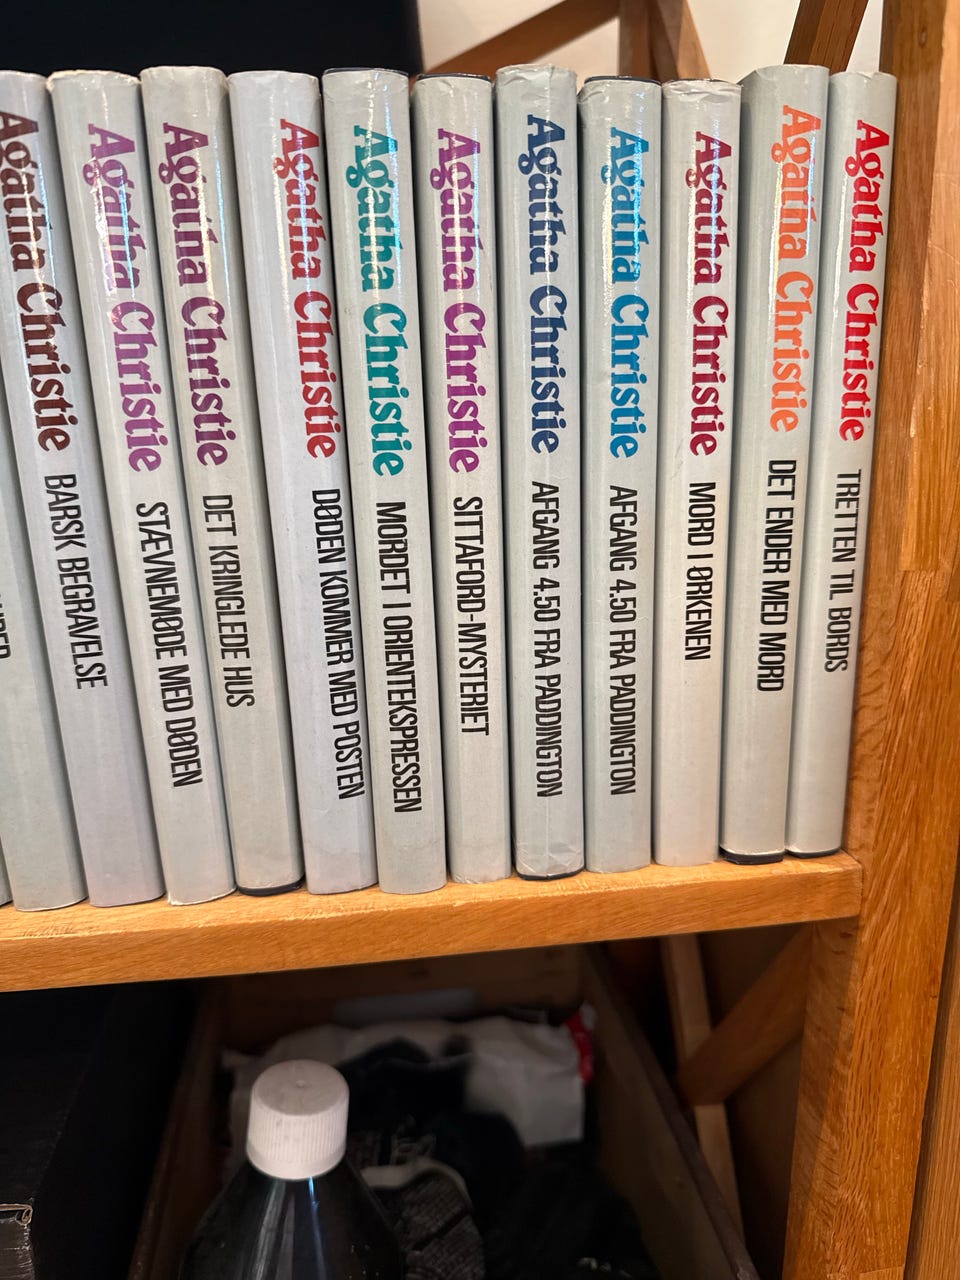 Agatha Christie BARSK BEGRAVELSE
Agatha Christie STÆVNEMØDE MED DØDEN
Agatha Christie DET KRINGLEDE HUS
Agatha Christie DØDEN KOMMER MED POSTEN
Agatha Christie MORDET I ORIENTEKSPRESSEN
Agatha Christie SITTAFORD-MYSTERIET
Agatha Christie AFGANG 4.50 FRA PADDINGTON
Agatha Christie AFGANG 4.50 FRA PADDINGTON
Agatha Christie MORD I ØRKENEN
Agatha Christie DET ENDER MED MORD
Agatha Christie TRETTEN TIL BORDS